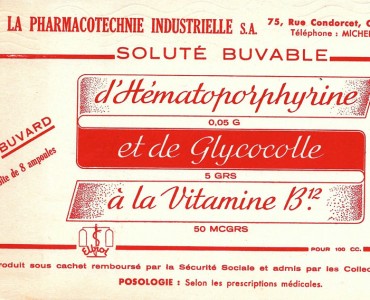 LA PHARMACOTECHNIE INDUSTRIELLE S.A.
75, Rue Condorcet,
Téléphone : MICHEL
SOLUTÉ BUVABLE
d'Hématoporphyrine
0,05 G
BUVARD
et de Glycocolle
5 GRS
ite de 8 ampoules
à la Vitamine B12
50 MCGRS
POUR 100 CC.
roduit sous cachet remboursé par la Sécurité Sociale et admis par les Collec
POSOLOGIE : Selon les prescriptions médicales.